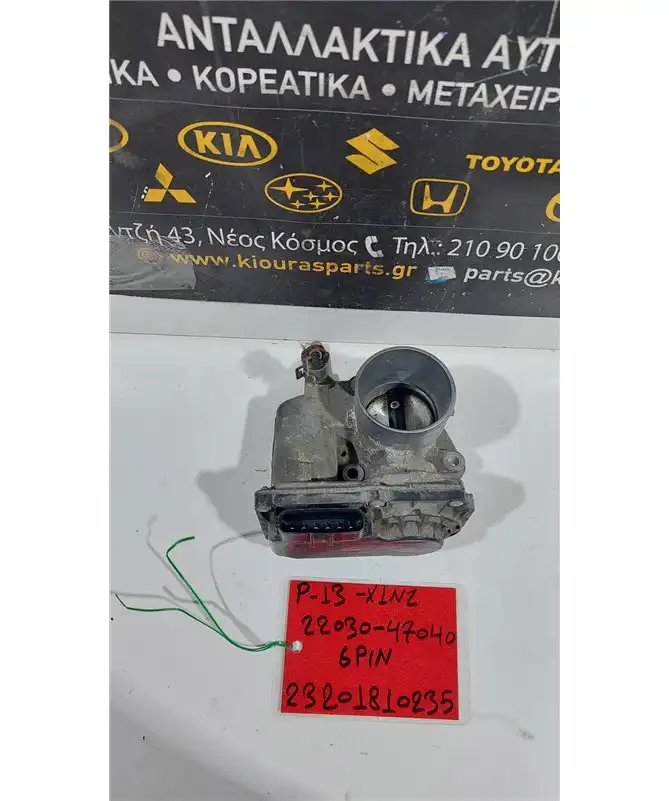 ΑΝΤΑΛΛΑΚΤΙΚΑ ΑΥΤ
ΚΑ • ΚΟΡΕΑΤΙΚΑ • ΜΕΤΑΧΕΙΡ
KIA
TOYOTA
ντζή 43, Νέος Κόσμος Τηλ.: 210 90 100
www.kiourasparts.gr parts@k
P-13-X1NZ
22030-47040
6PIN
23201810235